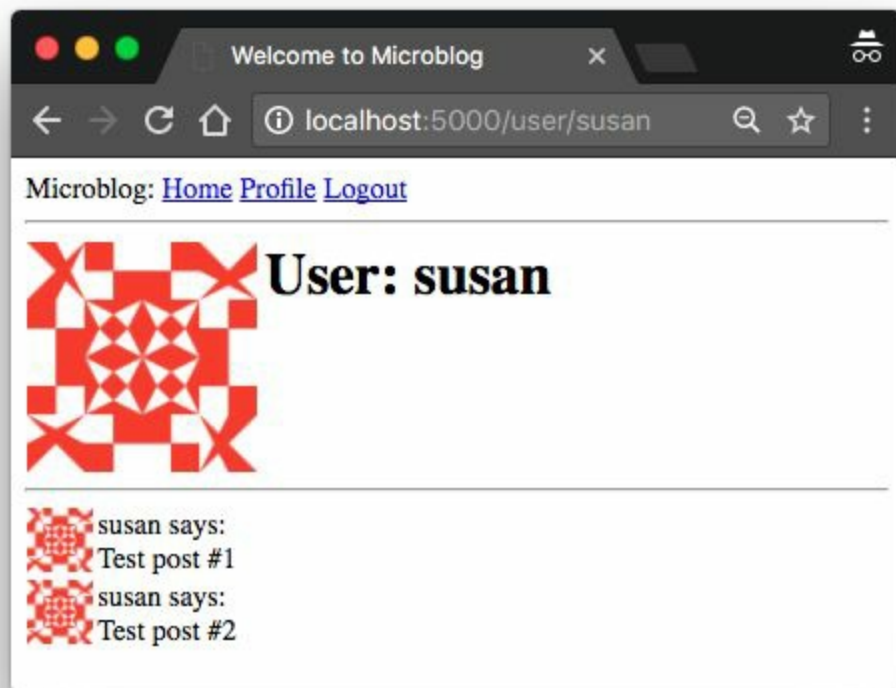 Welcome to Microblog
localhost:5000/user/susan
Microblog: Home Profile Logout
User: susan
susan says:
Test post #1
susan says:
Test post #2